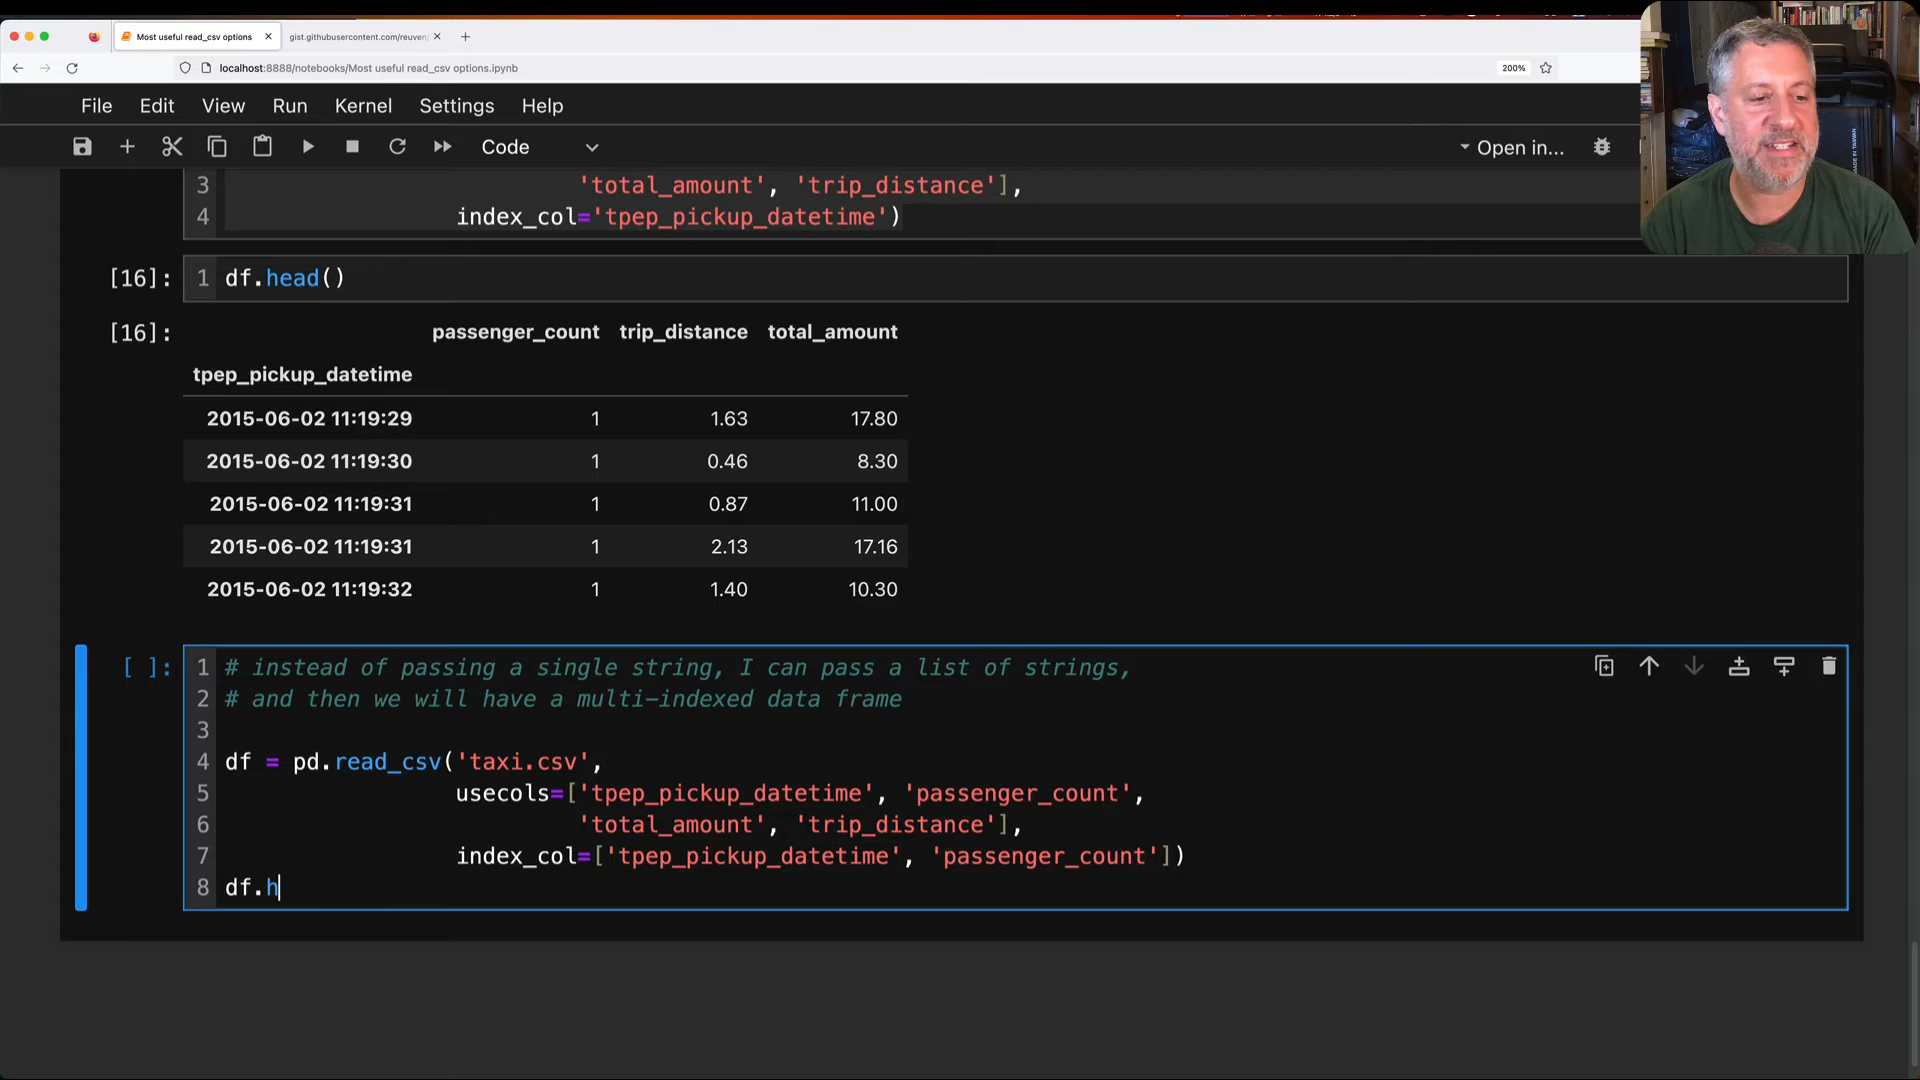 Most useful read_csv options
gist.githubusercontent.com/reuven
localhost:8888/notebooks/Most useful read_csv options.ipynb
200%
File Edit View Run Kernel Settings Help
Code
Open in...
3 'total_amount', 'trip_distance'],
4 index_col='tpep_pickup_datetime')
[16]: 1 df.head()
[16]: passenger_count trip_distance total_amount
tpep_pickup_datetime
2015-06-02 11:19:29 1 1.63 17.80
2015-06-02 11:19:30 1 0.46 8.30
2015-06-02 11:19:31 1 0.87 11.00
2015-06-02 11:19:31 1 2.13 17.16
2015-06-02 11:19:32 1 1.40 10.30
[ ]: 1 # instead of passing a single string, I can pass a list of strings,
2 # and then we will have a multi-indexed data frame
3
4 df = pd.read_csv('taxi.csv',
5 usecols=['tpep_pickup_datetime', 'passenger_count',
6 'total_amount', 'trip_distance'],
7 index_col=['tpep_pickup_datetime', 'passenger_count'])
8 df.h